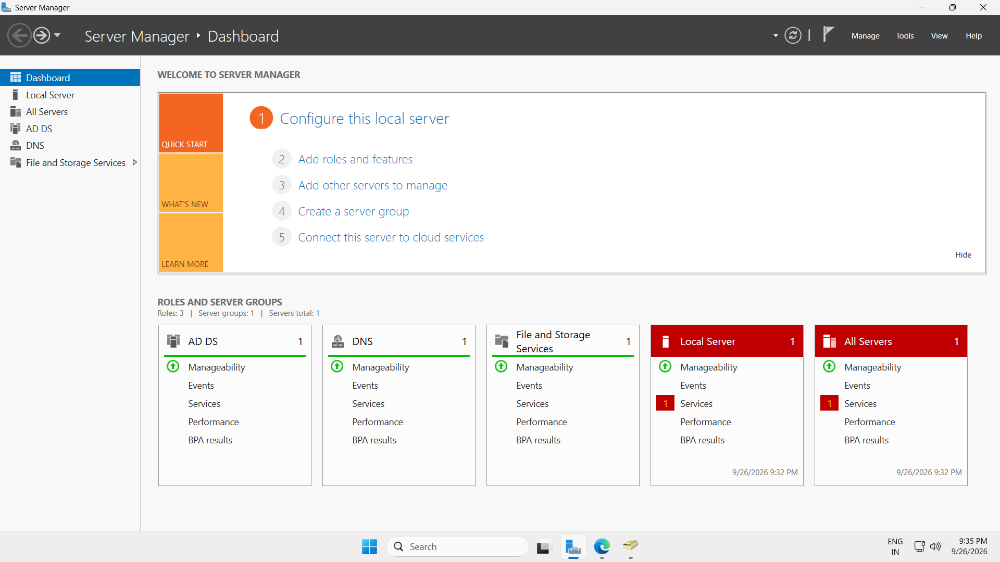 Server Manager
Server Manager ‣ Dashboard
Manage Tools View Help
Dashboard
Local Server
All Servers
AD DS
DNS
File and Storage Services
WELCOME TO SERVER MANAGER
QUICK START
WHAT'S NEW
LEARN MORE
1 Configure this local server
2 Add roles and features
3 Add other servers to manage
4 Create a server group
5 Connect this server to cloud services
Hide
ROLES AND SERVER GROUPS
Roles: 3 | Server groups: 1 | Servers total: 1
AD DS 1
Manageability
Events
Services
Performance
BPA results
DNS 1
Manageability
Events
Services
Performance
BPA results
File and Storage
Services 1
Manageability
Events
Services
Performance
BPA results
Local Server 1
Manageability
Events
1 Services
Performance
BPA results
9/26/2026 9:32 PM
All Servers 1
Manageability
Events
1 Services
Performance
BPA results
9/26/2026 9:32 PM
Search
ENG
IN
9:35 PM
9/26/2026